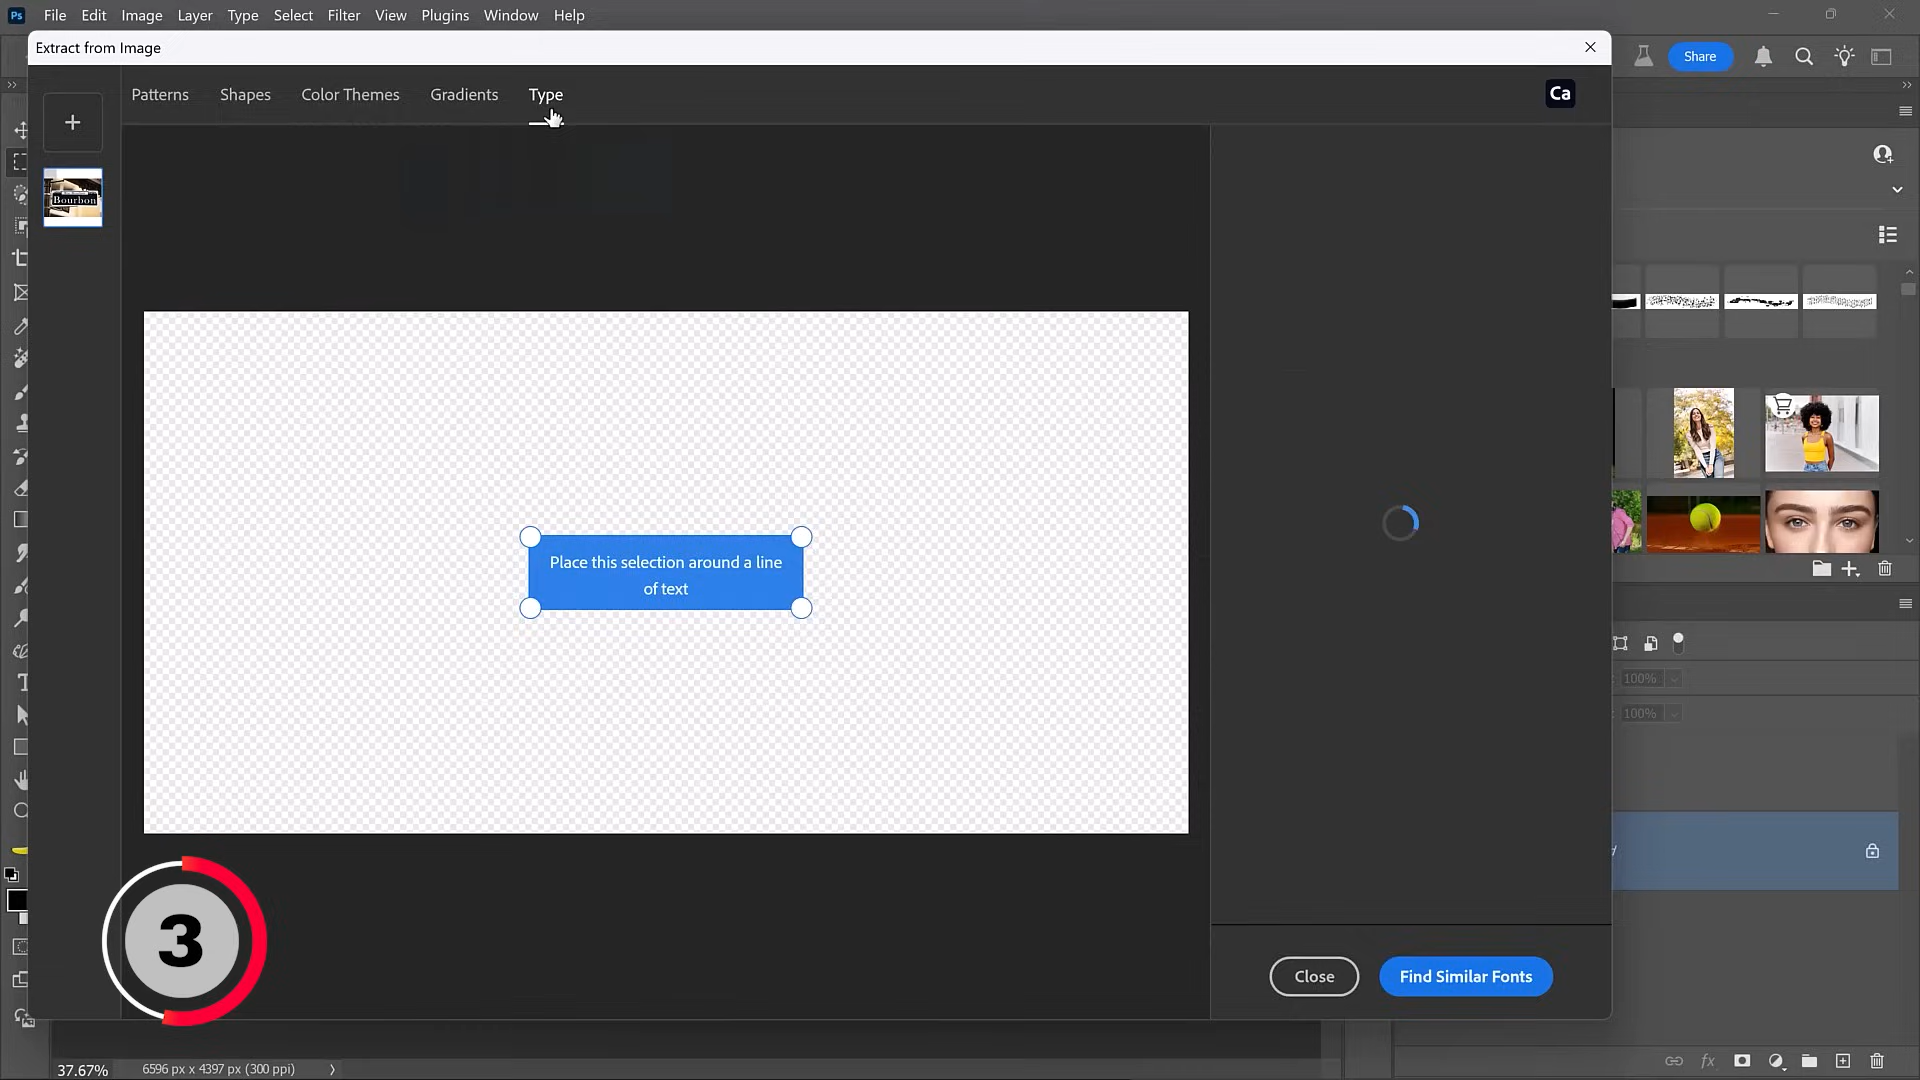 Ps File Edit Image Layer Type Select Filter View Plugins Window Help
Extract from Image
Share
Patterns Shapes Color Themes Gradients Type
Ca
Bourbon
Place this selection around a line
of text
100%
100%
3
Close Find Similar Fonts
fx
37.67% 6596 px x 4397 px (300 ppi)